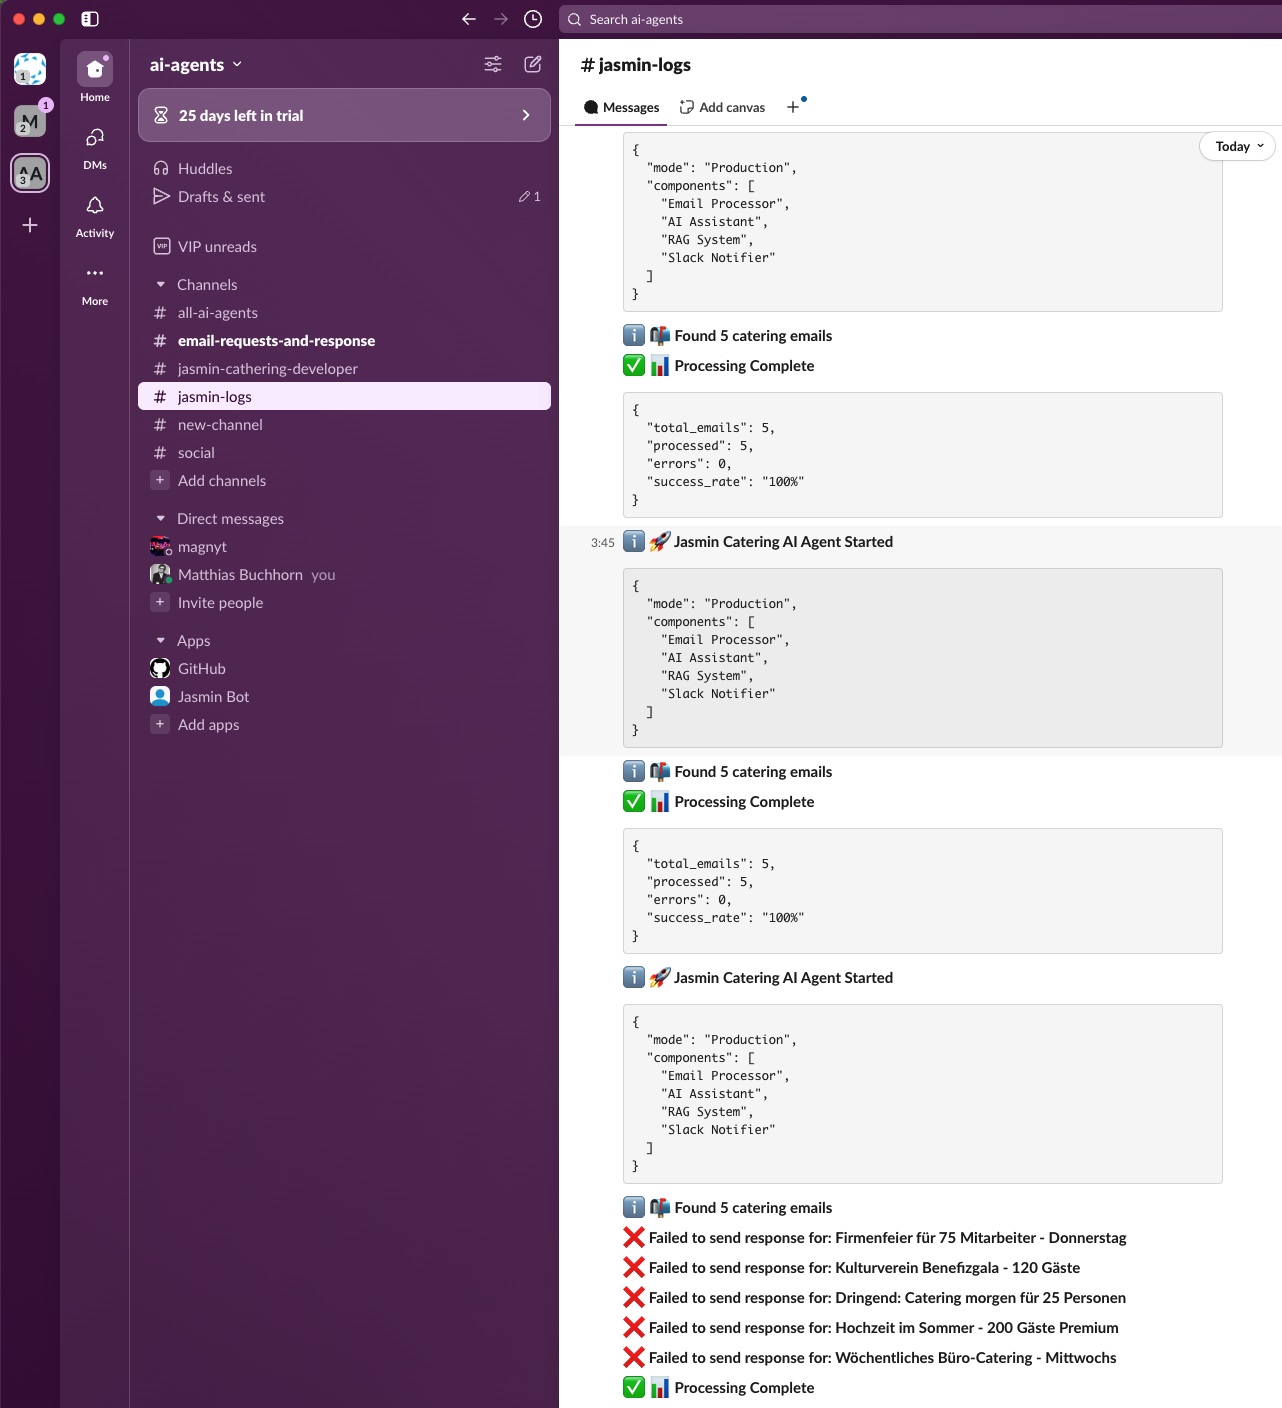 Search ai-agents
1
Home
M
1
2
DMs
AA
3
Activity
More
ai-agents
25 days left in trial
Huddles
Drafts & sent
1
VIP
VIP unreads
Channels
# all-ai-agents
# email-requests-and-response
# jasmin-cathering-developer
# jasmin-logs
# new-channel
# social
+ Add channels
Direct messages
magnyt
Matthias Buchhorn you
+ Invite people
Apps
GitHub
Jasmin Bot
+ Add apps
# jasmin-logs
Messages
Add canvas
+
Today
{
"mode": "Production",
"components": [
"Email Processor",
"AI Assistant",
"RAG System",
"Slack Notifier"
]
}
Found 5 catering emails
Processing Complete
{
"total_emails": 5,
"processed": 5,
"errors": 0,
"success_rate": "100%"
}
3:45
Jasmin Catering AI Agent Started
{
"mode": "Production",
"components": [
"Email Processor",
"AI Assistant",
"RAG System",
"Slack Notifier"
]
}
Found 5 catering emails
Processing Complete
{
"total_emails": 5,
"processed": 5,
"errors": 0,
"success_rate": "100%"
}
Jasmin Catering AI Agent Started
{
"mode": "Production",
"components": [
"Email Processor",
"AI Assistant",
"RAG System",
"Slack Notifier"
]
}
Found 5 catering emails
Failed to send response for: Firmenfeier für 75 Mitarbeiter - Donnerstag
Failed to send response for: Kulturverein Benefizgala - 120 Gäste
Failed to send response for: Dringend: Catering morgen für 25 Personen
Failed to send response for: Hochzeit im Sommer - 200 Gäste Premium
Failed to send response for: Wöchentliches Büro-Catering - Mittwochs
Processing Complete